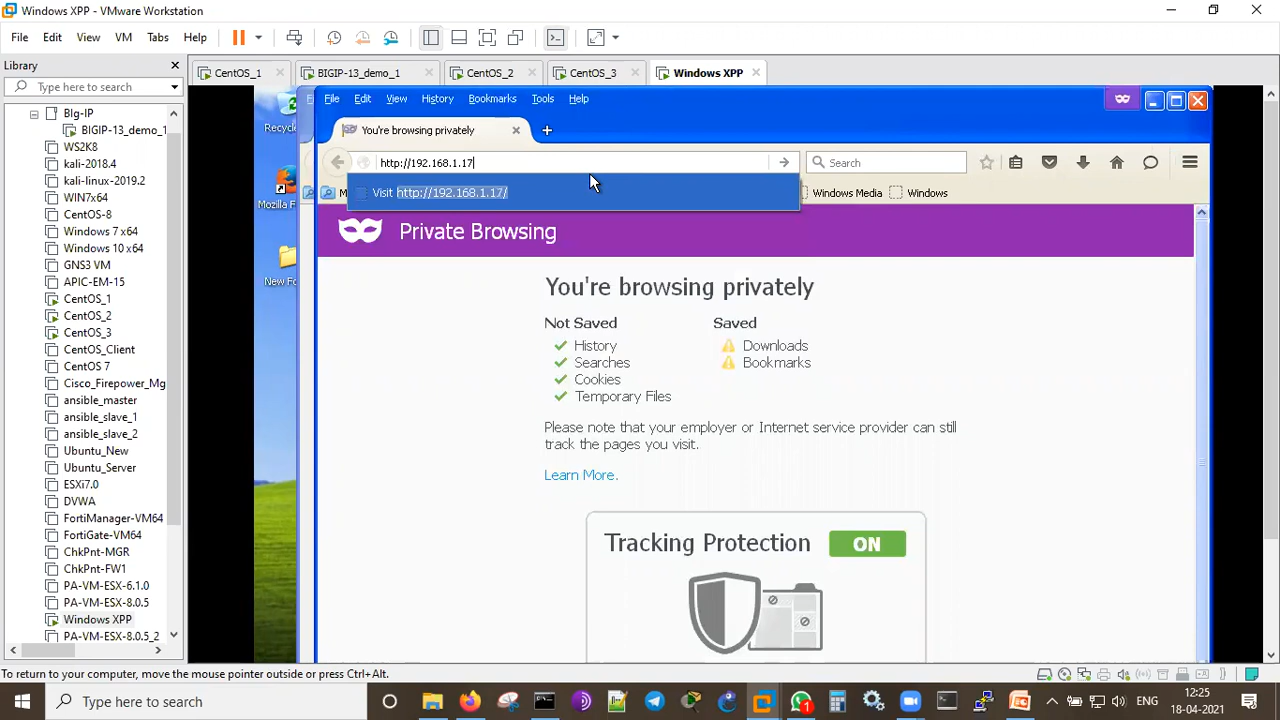 Windows XPP - VMware Workstation
File Edit View VM Tabs Help
Library
Type here to search
BIg-IP
BIGIP-13_demo_1
WS2K8
kali-2018.4
kali-linux-2019.2
WIN7x64
CentOS-8
Windows 7 x64
Windows 10 x64
GNS3 VM
APIC-EM-15
CentOS_1
CentOS_2
CentOS_3
CentOS_Client
CentOS 7
Cisco_Firepower_Mg
ansible_master
ansible_slave_1
ansible_slave_2
Ubuntu_New
Ubuntu_Server
ESXi7.0
DVWA
FortiManager-VM64
FortiGate-VM64
ChkPnt-MGR
ChkPnt-FW1
PA-VM-ESX-6.1.0
PA-VM-ESX-8.0.5
Windows XPP
PA-VM-ESX-8.0.5_2
CentOS_1 BIGIP-13_demo_1 CentOS_2 CentOS_3 Windows XPP
Recycle
Mozilla F
New Fo
File Edit View History Bookmarks Tools Help
You're browsing privately
http://192.168.1.17
Search
Visit http://192.168.1.17/
Windows Media Windows
Private Browsing
You're browsing privately
Not Saved Saved
History Downloads
Searches Bookmarks
Cookies
Temporary Files
Please note that your employer or Internet service provider can still
track the pages you visit.
Learn More.
Tracking Protection ON
To return to your computer, move the mouse pointer outside or press Ctrl+Alt.
Type here to search
1
ENG
12:25
18-04-2021